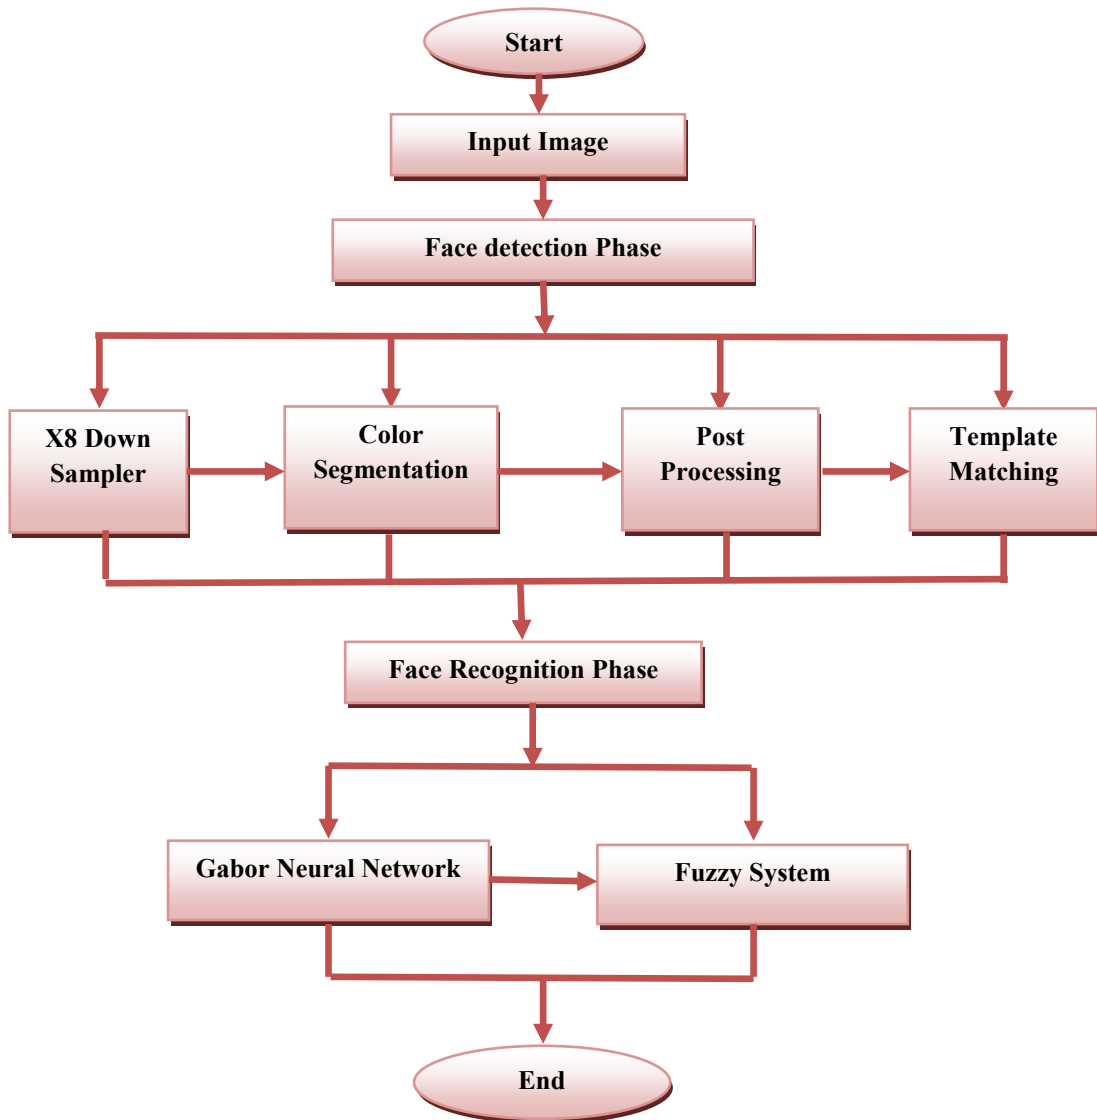 Start
Input Image
Face detection Phase
X8 Down
Sampler
Color
Segmentation
Post
Processing
Template
Matching
Face Recognition Phase
Gabor Neural Network
Fuzzy System
End